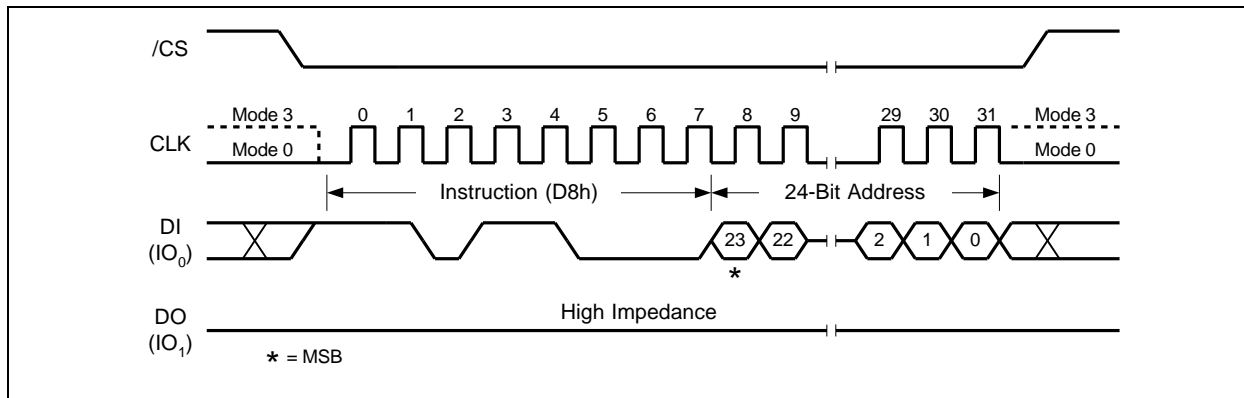 /CS
Mode 3 0 1 2 3 4 5 6 7 8 9 29 30 31 Mode 3
CLK
Mode 0 Mode 0
Instruction (D8h) 24-Bit Address
DI
(IO0)
23 22 2 1 0
*
High Impedance
DO
(IO1)
* = MSB